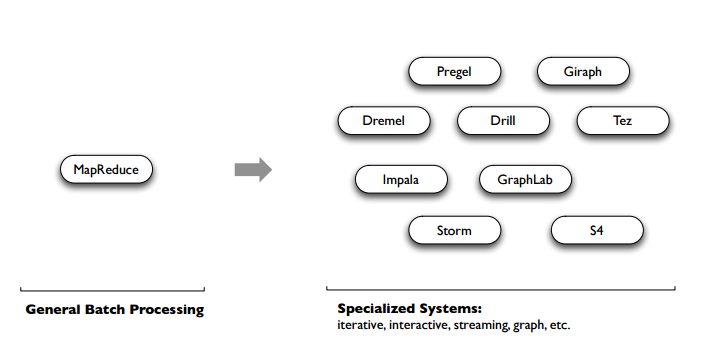 Pregel
Giraph
Dremel
Drill
Tez
MapReduce
Impala
GraphLab
Storm
S4
General Batch Processing
Specialized Systems:
iterative, interactive, streaming, graph, etc.